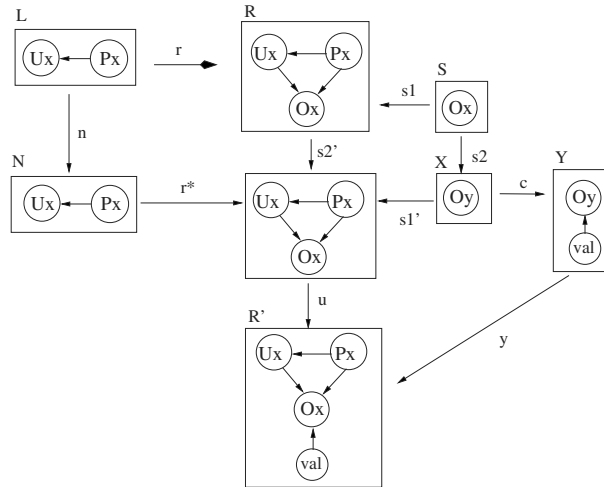 L
R
Ux Px
r
Ux Px
Ox
s1
S
Ox
n
s2'
s2
N
X
Y
Ux Px
r*
Ux Px
Ox
s1'
Oy
c
Oy
val
u
y
R'
Ux Px
Ox
val